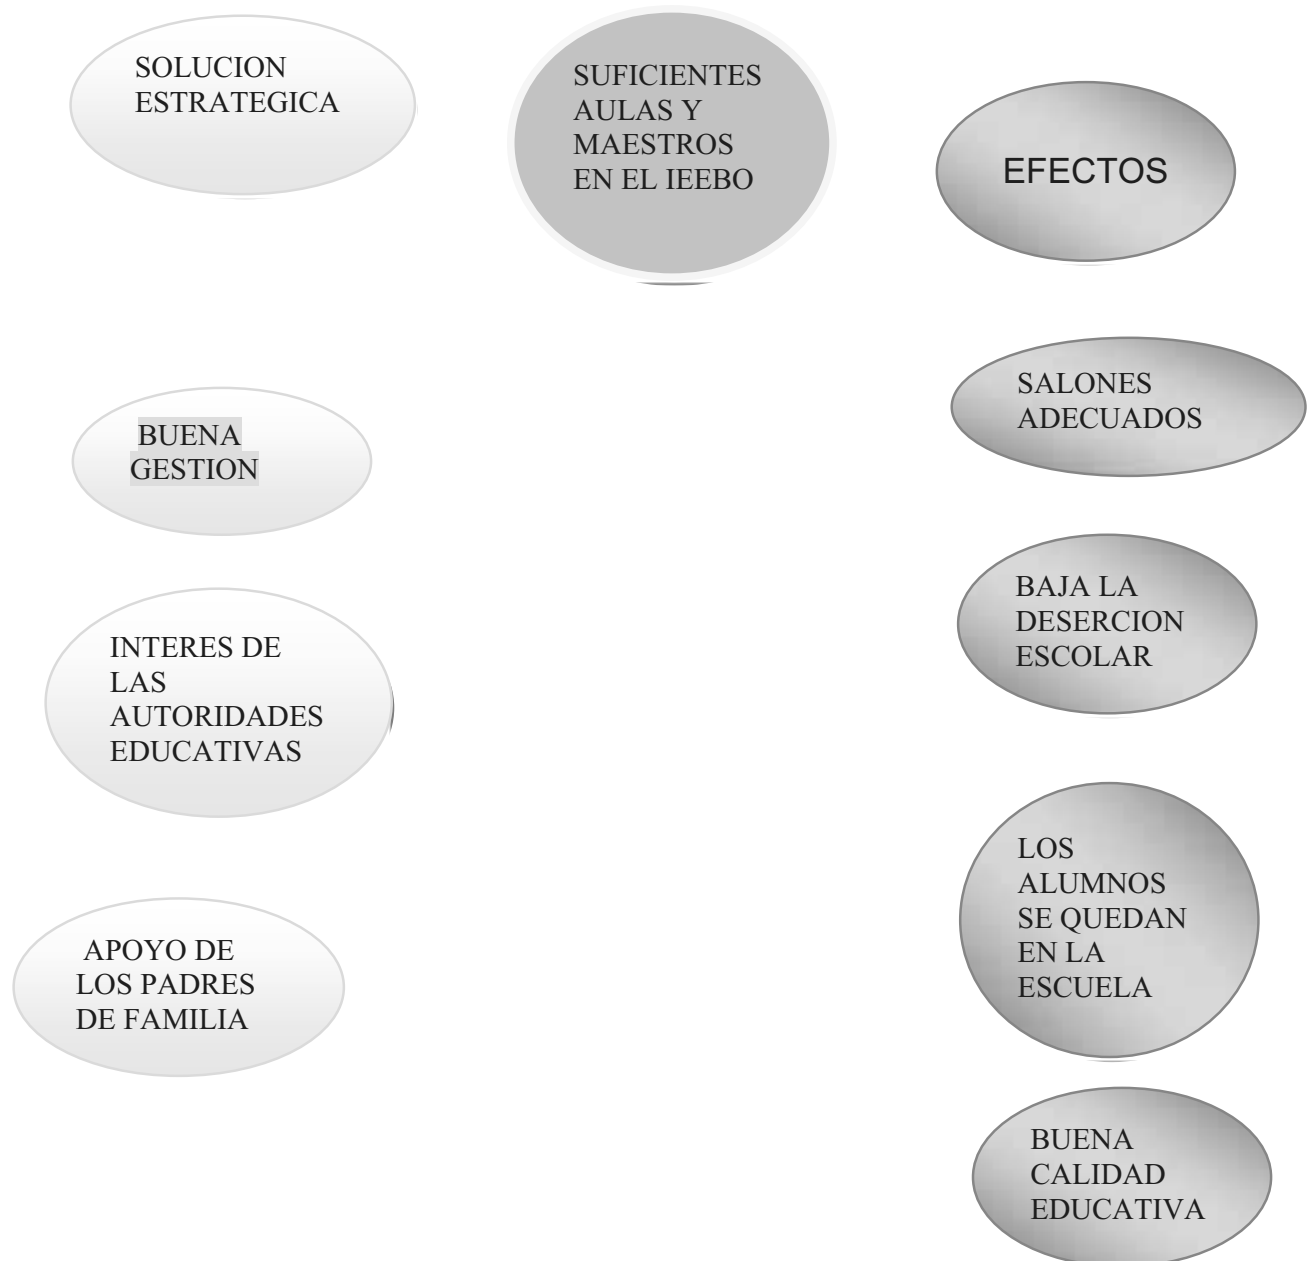 SOLUCION
ESTRATEGICA
SUFICIENTES
AULAS Y
MAESTROS
EN EL IEEBO
EFECTOS
BUENA
GESTION
INTERES DE
LAS
AUTORIDADES
EDUCATIVAS
APOYO DE
LOS PADRES
DE FAMILIA
SALONES
ADECUADOS
BAJA LA
DESERCION
ESCOLAR
LOS
ALUMNOS
SE QUEDAN
EN LA
ESCUELA
BUENA
CALIDAD
EDUCATIVA